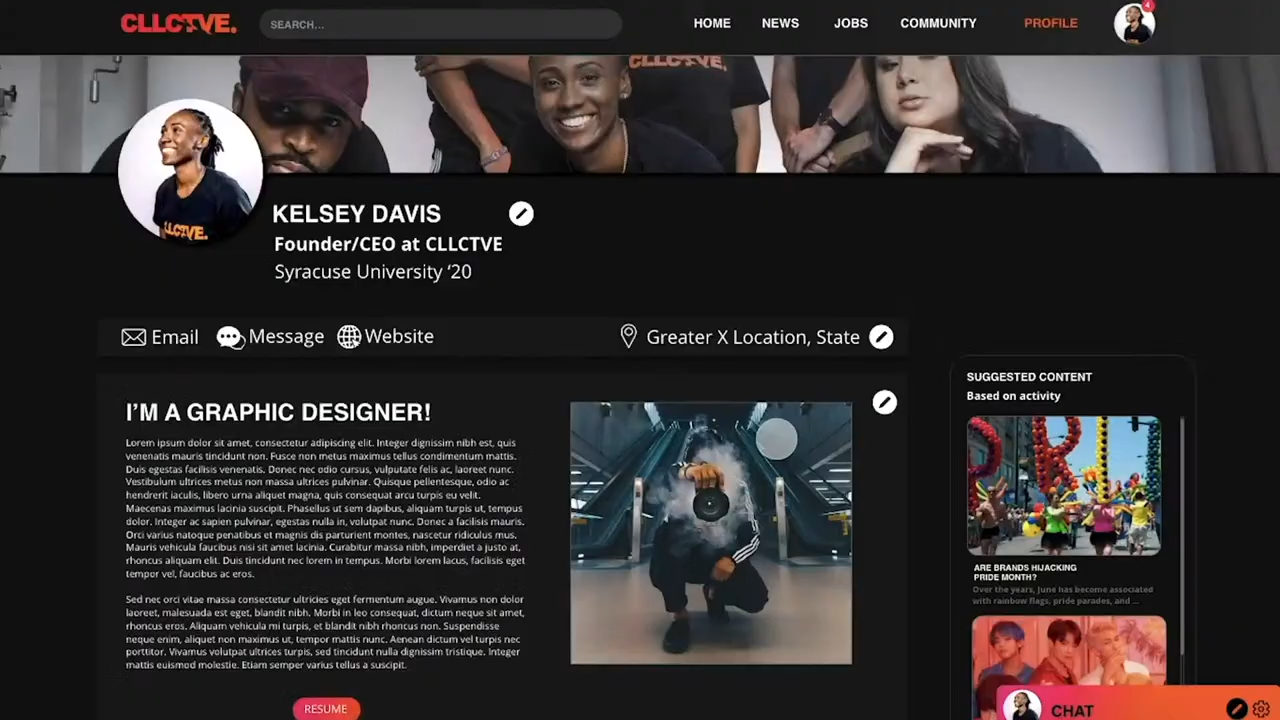 CLLCTVE.
SEARCH...
HOME
NEWS
JOBS
COMMUNITY
PROFILE
4
CLLCTVE.
CLLCTVE.
KELSEY DAVIS
Founder/CEO at CLLCTVE
Syracuse University ‘20
Email
Message
Website
Greater X Location, State
I’M A GRAPHIC DESIGNER!
Lorem ipsum dolor sit amet, consectetur adipiscing elit. Integer dignissim nibh est, quis
venenatis mauris tincidunt non. Fusce non metus maximus tellus condimentum mattis.
Duis egestas facilisis venenatis. Donec nec odio cursus, vulputate felis ac, laoreet nunc.
Vestibulum ultrices metus non massa ultrices pulvinar. Quisque pellentesque, odio ac
hendrerit iaculis, libero urna aliquet magna, quis consequat arcu turpis eu velit.
Maecenas maximus lacinia suscipit. Phasellus ut sem dapibus, aliquam turpis ut, tempus
dolor. Integer ac sapien pulvinar, egestas nulla in, volutpat nunc. Donec a facilisis mauris.
Orci varius natoque penatibus et magnis dis parturient montes, nascetur ridiculus mus.
Mauris vehicula faucibus nisi sit amet lacinia. Curabitur massa nibh, imperdiet a justo at,
rhoncus aliquam elit. Duis tincidunt nec lorem in tempus. Morbi lorem lacus, facilisis eget
tempor vel, faucibus ac eros.
Sed nec orci vitae massa consectetur ultricies eget fermentum augue. Vivamus non dolor
laoreet, malesuada est eget, blandit nibh. Morbi in leo consequat, dictum neque sit amet,
rhoncus eros. Aliquam vehicula mi turpis, et blandit nibh rhoncus non. Suspendisse
neque enim, aliquet non maximus ut, tempor mattis nunc. Aenean dictum vel turpis nec
porttitor. Vivamus volutpat ultrices turpis, sed tincidunt nulla dignissim tristique. Integer
mattis euismod molestie. Etiam semper varius tellus a suscipit.
RESUME
SUGGESTED CONTENT
Based on activity
ARE BRANDS HIJACKING
PRIDE MONTH?
Over the years, June has become associated
with rainbow flags, pride parades, and ...
CHAT